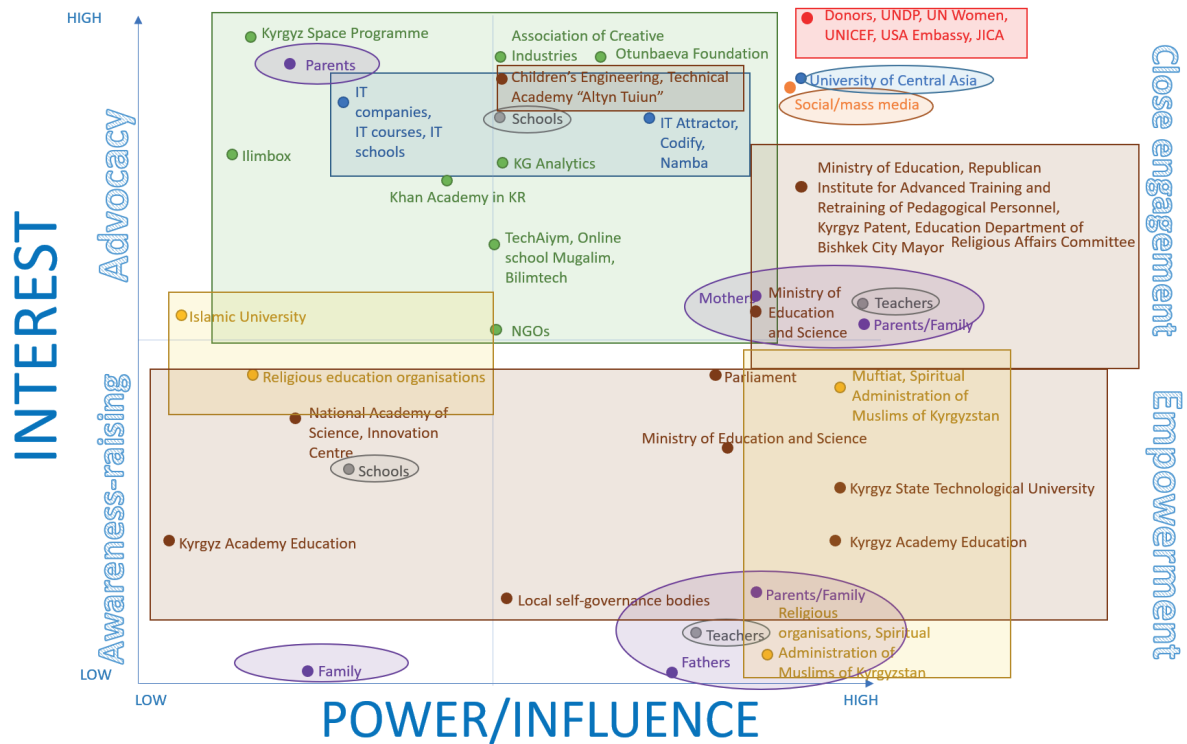 HIGH
Kyrgyz Space Programme
Parents
Association of Creative
Industries
Otunbaeva Foundation
Donors, UNDP, UN Women,
UNICEF, USA Embassy, JICA
University of Central Asia
Social/mass media
Children's Engineering, Technical
Academy "Altyn Tuiun"
IT
companies,
IT courses, IT
schools
Schools
IT Attractor,
Codify,
Namba
Ilimbox
KG Analytics
Khan Academy in KR
TechAiym, Online
school Mugalim,
Bilimtech
Ministry of Education, Republican
Institute for Advanced Training and
Retraining of Pedagogical Personnel,
Kyrgyz Patent, Education Department of
Bishkek City Mayor
Religious Affairs Committee
Mothers
Ministry of
Education
and Science
Teachers
Parents/Family
Islamic University
NGOs
Religious education organisations
Parliament
Muftiat, Spiritual
Administration of
Muslims of Kyrgyzstan
National Academy of
Science, Innovation
Centre
Schools
Ministry of Education and Science
Kyrgyz State Technological University
Kyrgyz Academy Education
Kyrgyz Academy Education
Local self-governance bodies
Parents/Family
Religious
organisations, Spiritual
Administration of
Muslims of Kyrgyzstan
Teachers
Fathers
Family
INTEREST
Advocacy
Awareness-raising
Close engagement
Empowerment
LOW
LOW
HIGH
POWER/INFLUENCE